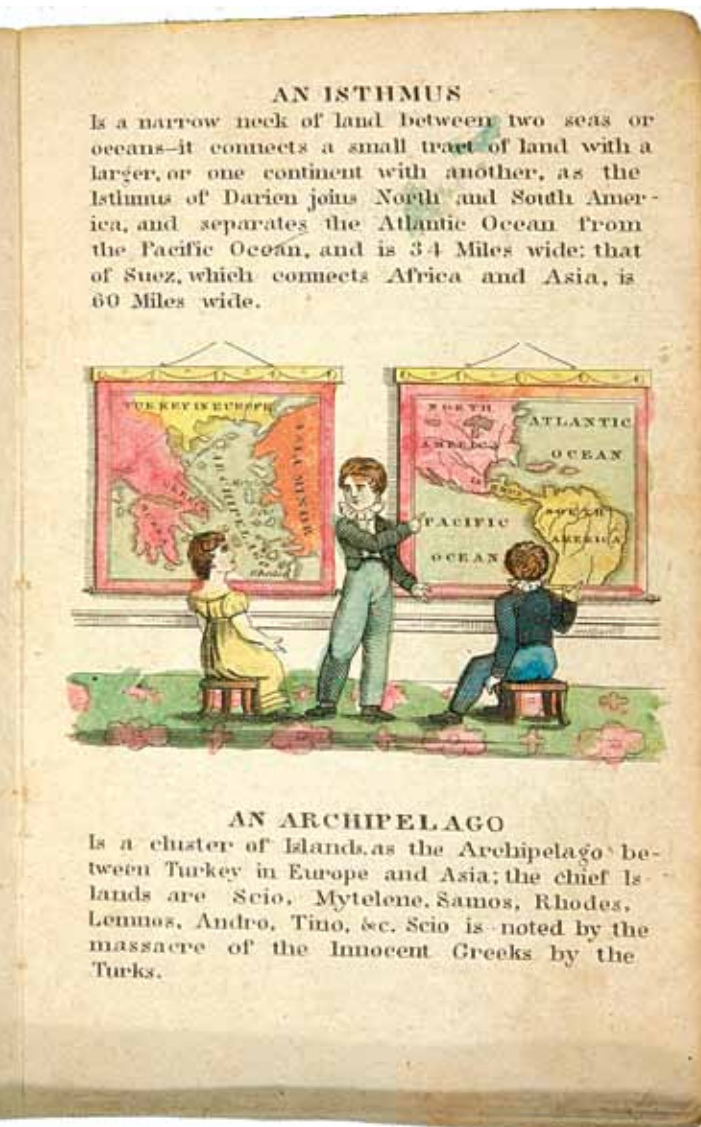 AN ISTHMUS
Is a narrow neck of land between two seas or
oceans—it connects a small tract of land with a
larger, or one continent with another, as the
Isthmus of Darien joins North and South Amer-
ica, and separates the Atlantic Ocean from
the Pacific Ocean, and is 34 Miles wide; that
of Suez, which connects Africa and Asia, is
60 Miles wide.
TURKEY IN EUROPE
ARCHIPELAGO
ASIA MINOR
GREECE
Rhodes
NORTH
AMERICA
ATLANTIC
OCEAN
PACIFIC
OCEAN
SOUTH
AMERICA
AN ARCHIPELAGO
Is a cluster of Islands, as the Archipelago be-
tween Turkey in Europe and Asia; the chief Is-
lands are Scio, Mytelene, Samos, Rhodes,
Lemnos, Andro, Tino, &c. Scio is noted by the
massacre of the Innocent Greeks by the
Turks.